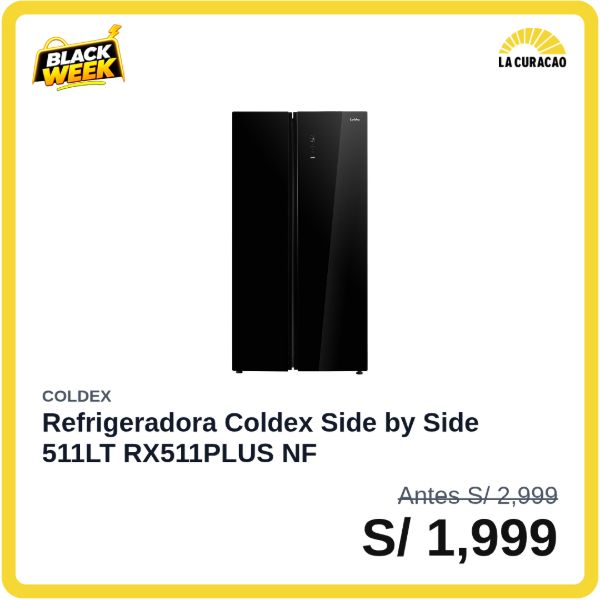 BLACK
WEEK
LA CURACAO
COLDEX
Refrigeradora Coldex Side by Side
511LT RX511PLUS NF
Antes S/ 2,999
S/ 1,999